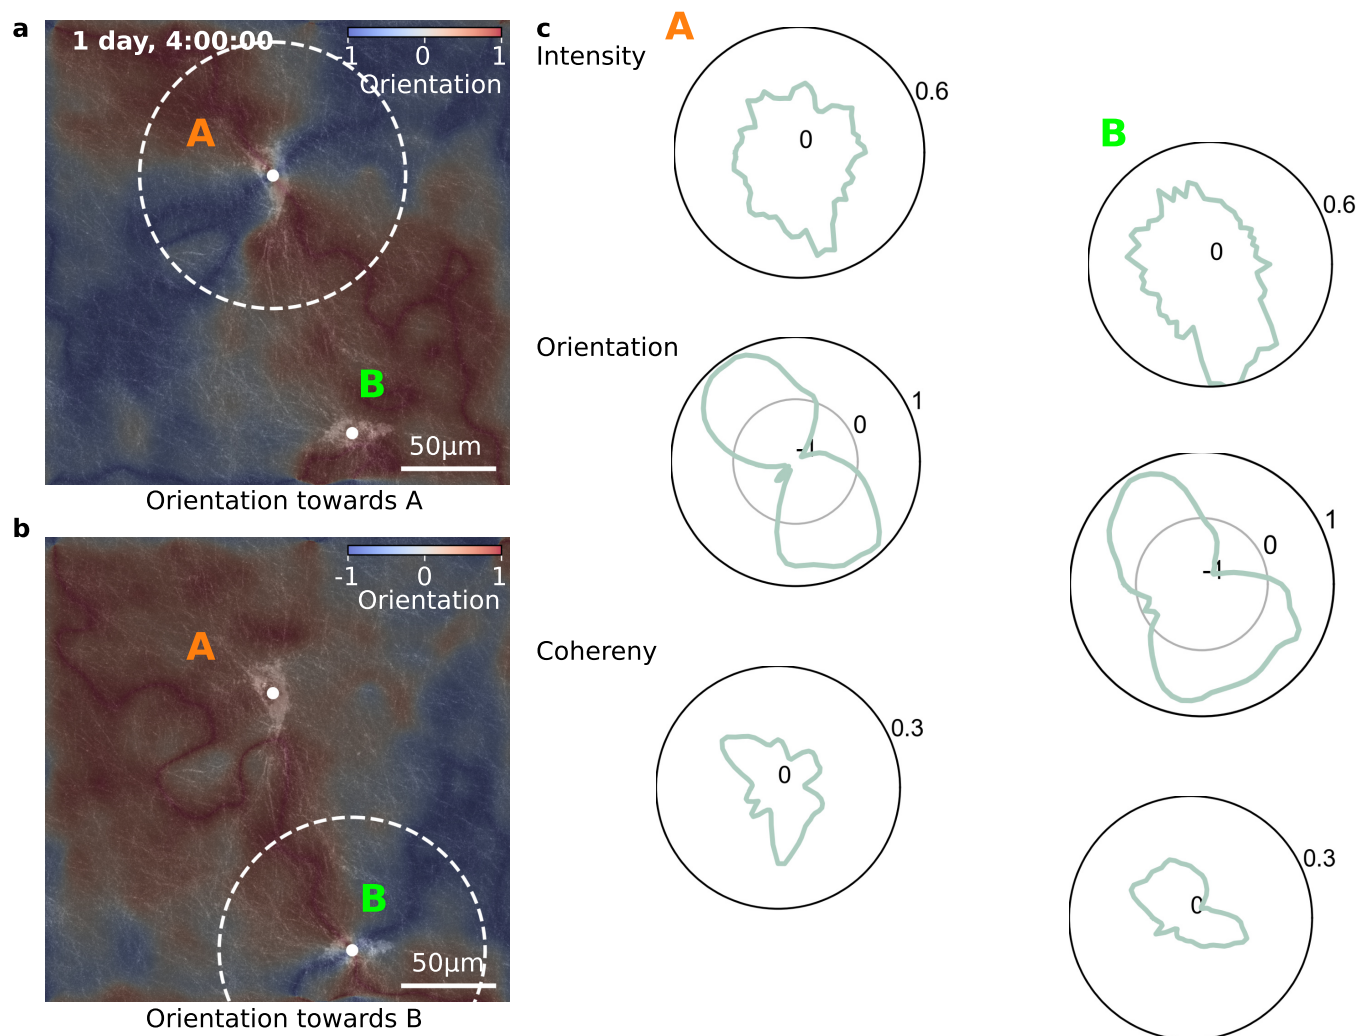 a
1 day, 4:00:00
-1 0 1
Orientation
A
B
50µm
Orientation towards A
b
-1 0 1
Orientation
A
B
50µm
Orientation towards B
c
A
Intensity
0.6
0
B
0.6
0
Orientation
1
0
-1
1
0
-1
Cohereny
0.3
0
0.3
0